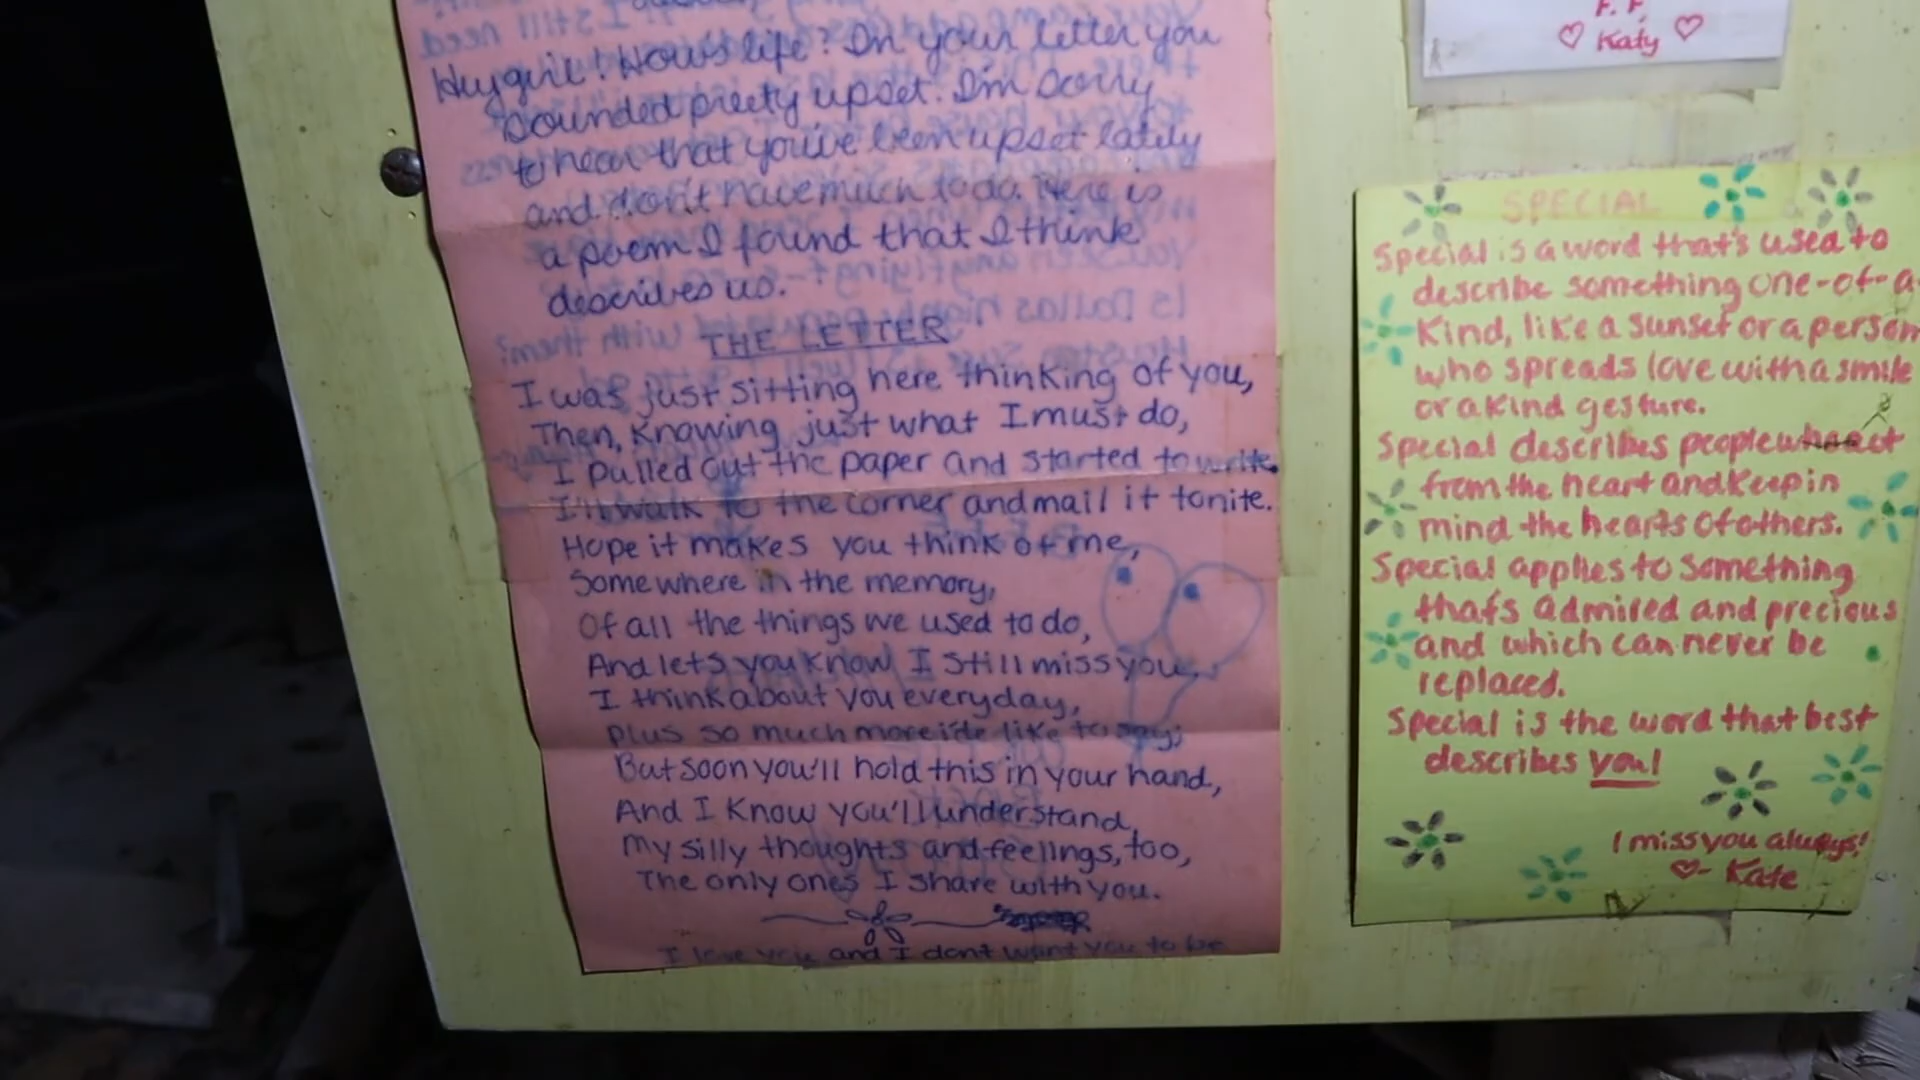 Hey girl! How's life? In your letter you
sounded pretty upset. I'm sorry
to hear that you've been upset lately
and don't have much to do. Here is
a poem I found that I think
describes us.
THE LETTER
I was just sitting here thinking of you,
Then, knowing just what I must do,
I pulled out the paper and started to write.
I'll walk to the corner and mail it tonite.
Hope it makes you think of me,
Somewhere in the memory,
Of all the things we used to do,
And lets you know I still miss you
I think about you everyday,
plus so much more i'de like to say;
But soon you'll hold this in your hand,
And I know you'll understand,
My silly thoughts and feelings, too,
The only ones I share with you.
I love you and I don't want you to be
F. F.
♡ Katy ♡
SPECIAL
Special is a word that's used to
describe something one-of-a-
Kind, like a sunset or a person
who spreads love with a smile
or a kind gesture.
Special describes people who act
from the heart and keep in
mind the hearts of others.
Special applies to something
that's admired and precious
and which can never be
replaced.
Special is the word that best
describes you!
I miss you always!
♡- Kate